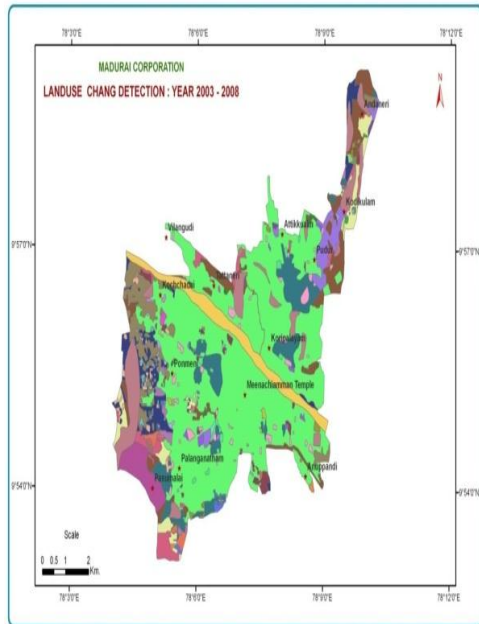 78°3'0"E 78°6'0"E 78°9'0"E 78°12'0"E
MADURAI CORPORATION
LANDUSE CHANG DETECTION : YEAR 2003 - 2008
N
Andaneri
Kodikulam
Vilangudi
Attikkulam
9°57'0"N 9°57'0"N
Pudur
Tattaneri
Kochchadai
Koripalayam
Ponmeni
Meenachiamman Temple
Palanganatham
Anuppandi
9°54'0"N 9°54'0"N
Scale
0 0.5 1 2
Km.
78°3'0"E 78°6'0"E 78°9'0"E 78°12'0"E